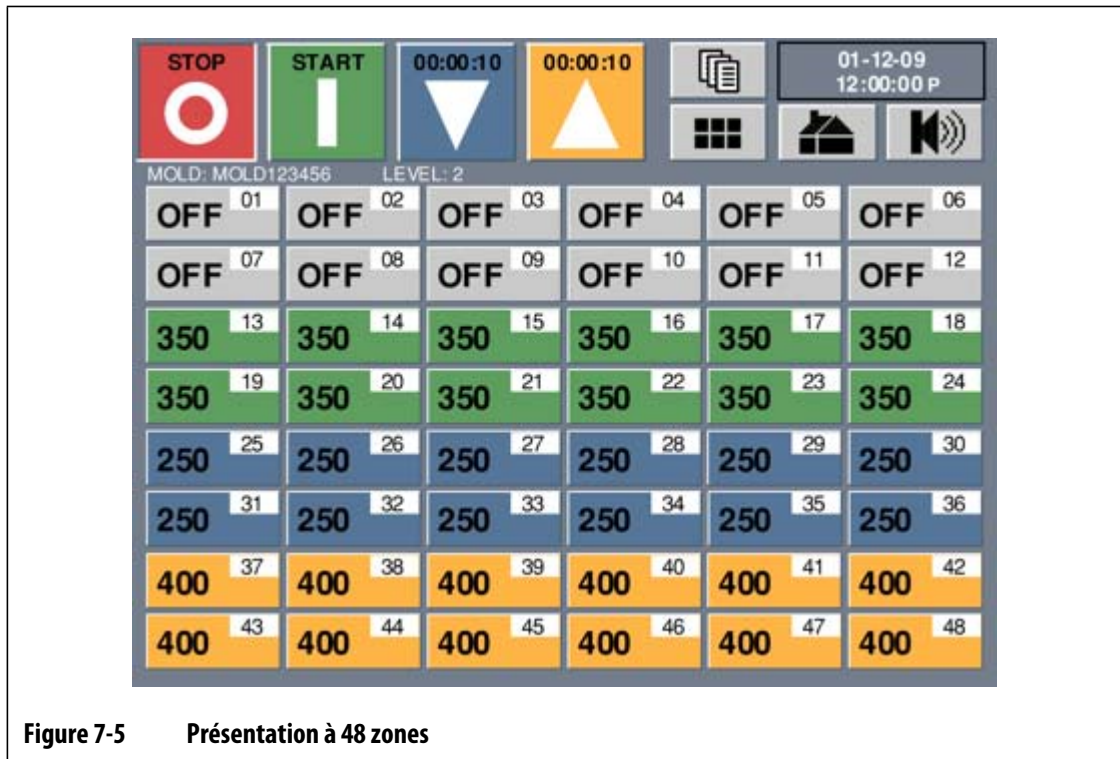 STOP START 00:00:10 00:00:10 01-12-09
12:00:00 P
MOLD: MOLD123456 LEVEL: 2
OFF 01 OFF 02 OFF 03 OFF 04 OFF 05 OFF 06
OFF 07 OFF 08 OFF 09 OFF 10 OFF 11 OFF 12
350 13 350 14 350 15 350 16 350 17 350 18
350 19 350 20 350 21 350 22 350 23 350 24
250 25 250 26 250 27 250 28 250 29 250 30
250 31 250 32 250 33 250 34 250 35 250 36
400 37 400 38 400 39 400 40 400 41 400 42
400 43 400 44 400 45 400 46 400 47 400 48
Figure 7-5 Présentation à 48 zones